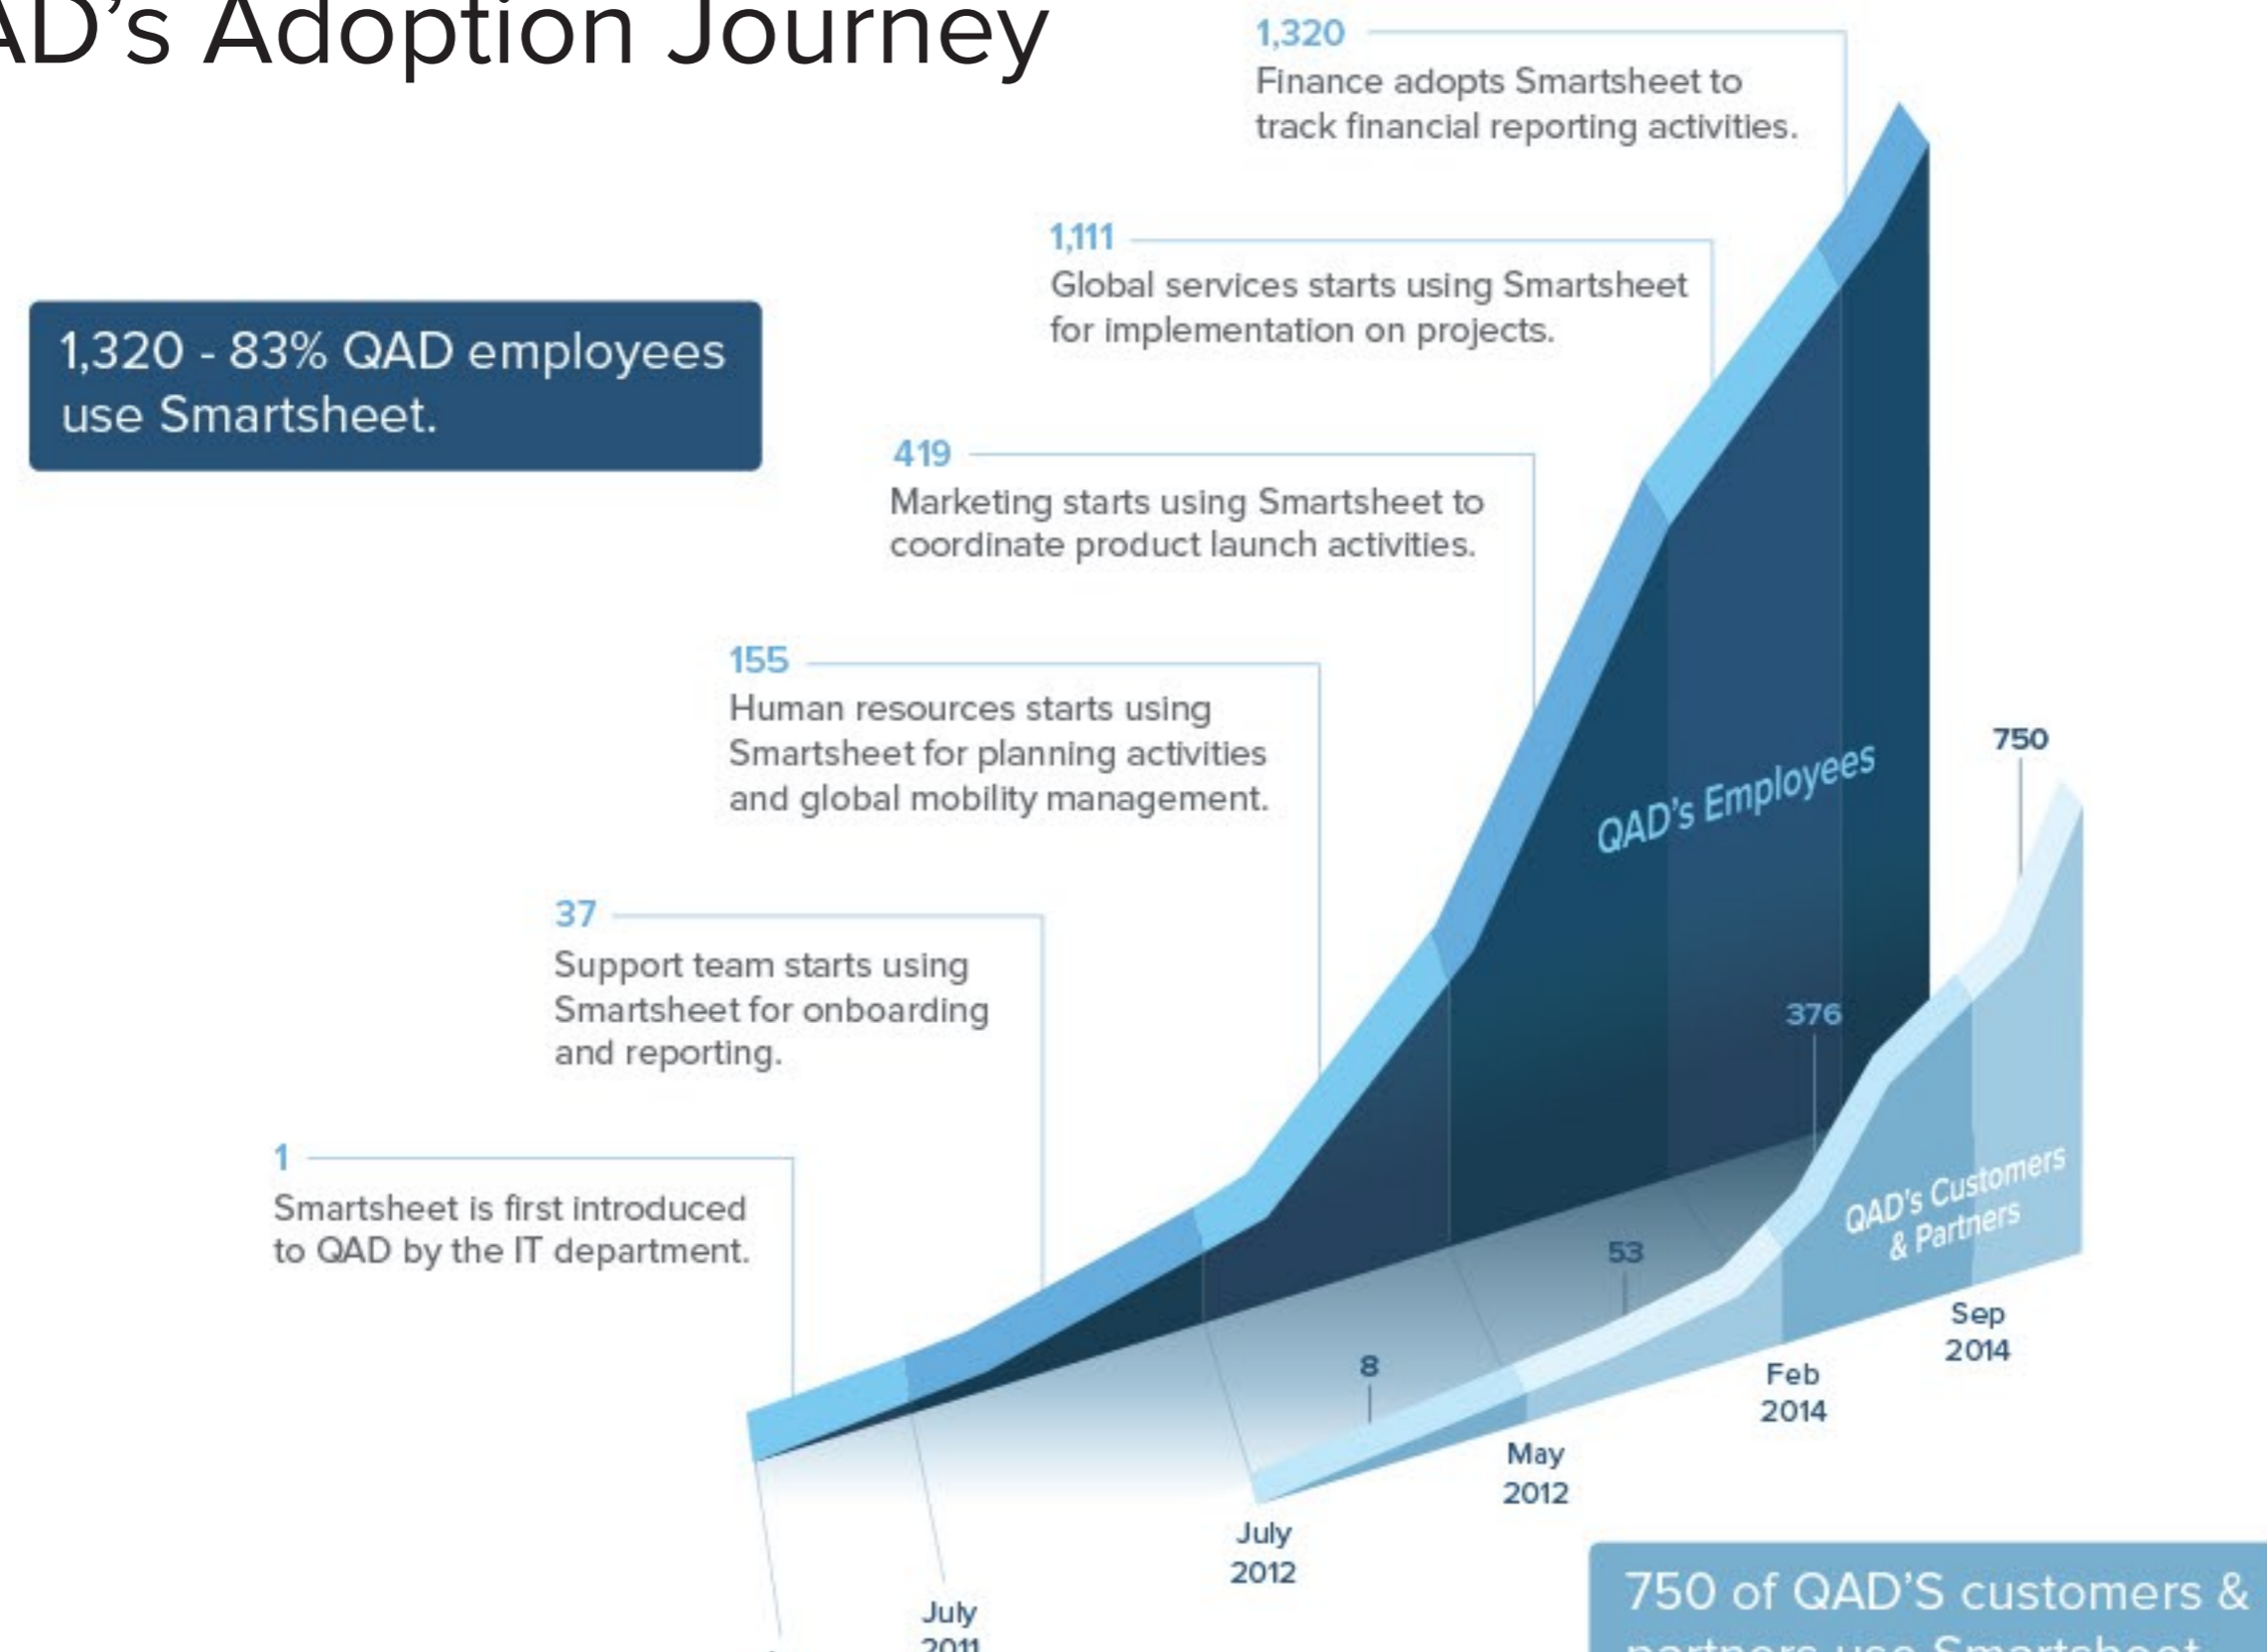 AD's Adoption Journey
1,320
Finance adopts Smartsheet to
track financial reporting activities.
1,111
Global services starts using Smartsheet
for implementation on projects.
1,320 - 83% QAD employees
use Smartsheet.
419
Marketing starts using Smartsheet to
coordinate product launch activities.
155
Human resources starts using
Smartsheet for planning activities
and global mobility management.
QAD's Employees
750
37
Support team starts using
Smartsheet for onboarding
and reporting.
376
1
Smartsheet is first introduced
to QAD by the IT department.
QAD's Customers
& Partners
53
8
Sep
2014
Feb
2014
May
2012
July
2012
July
2011
750 of QAD'S customers &
partners use Smartsheet